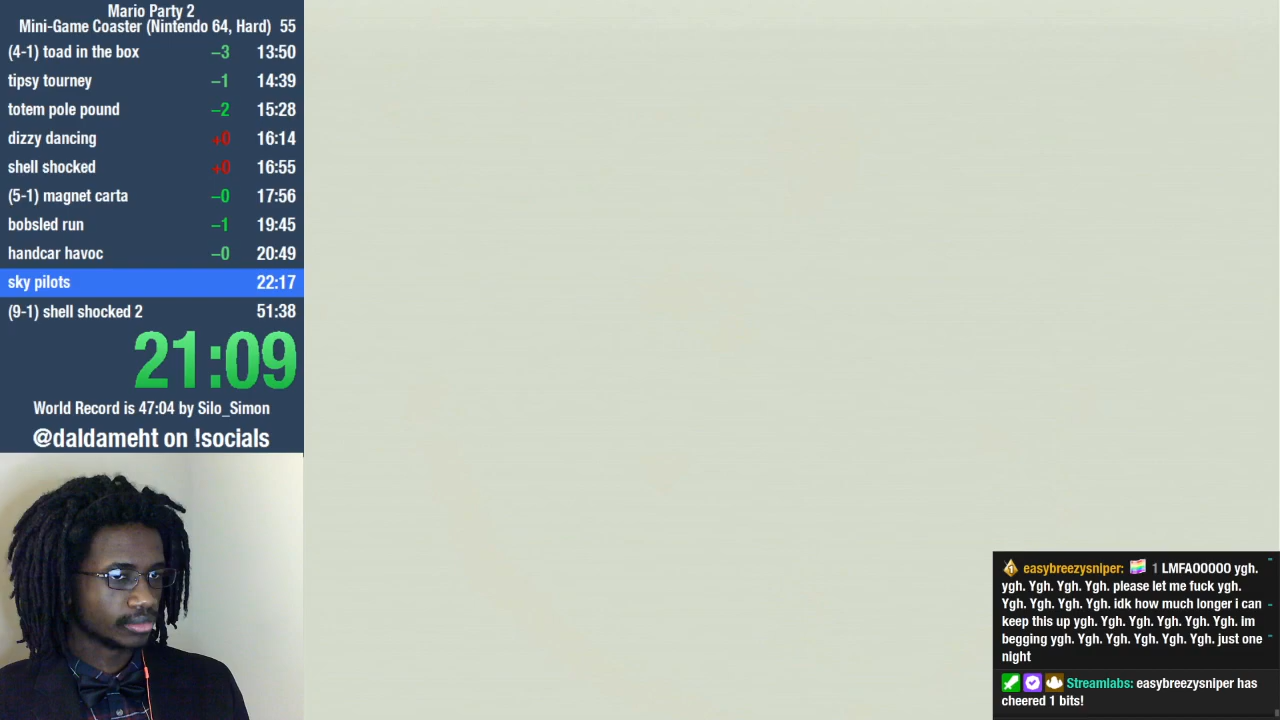 Mario Party 2
Mini-Game Coaster (Nintendo 64, Hard) 55
(4-1) toad in the box −3 13:50
tipsy tourney −1 14:39
totem pole pound −2 15:28
dizzy dancing +0 16:14
shell shocked +0 16:55
(5-1) magnet carta −0 17:56
bobsled run −1 19:45
handcar havoc −0 20:49
sky pilots 22:17
(9-1) shell shocked 2 51:38
21:09
World Record is 47:04 by Silo_Simon
@daldameht on !socials
easybreezysniper: 1 LMFAOOOOO ygh.
ygh. Ygh. Ygh. Ygh. please let me fuck ygh.
Ygh. Ygh. Ygh. Ygh. idk how much longer i can
keep this up ygh. Ygh. Ygh. Ygh. Ygh. im
begging ygh. Ygh. Ygh. Ygh. Ygh. just one
night
Streamlabs: easybreezysniper has
cheered 1 bits!